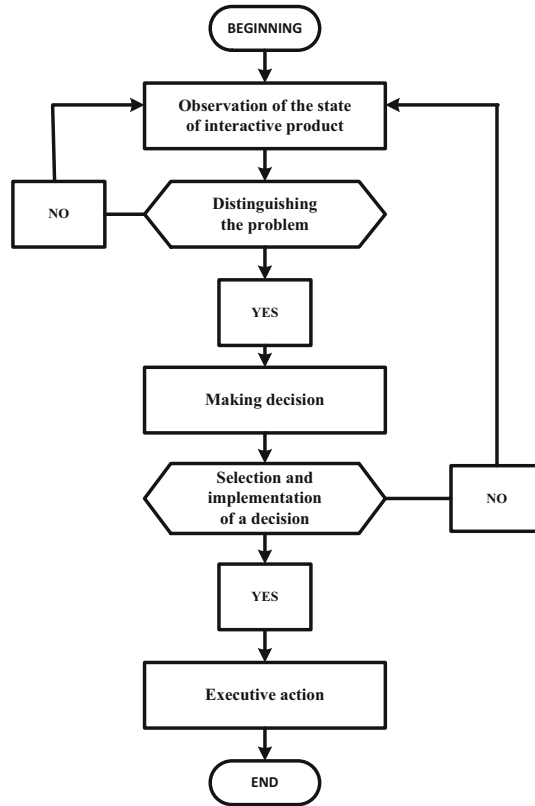 BEGINNING
Observation of the state
of interactive product
NO
Distinguishing
the problem
YES
Making decision
Selection and
implementation
of a decision
NO
YES
Executive action
END